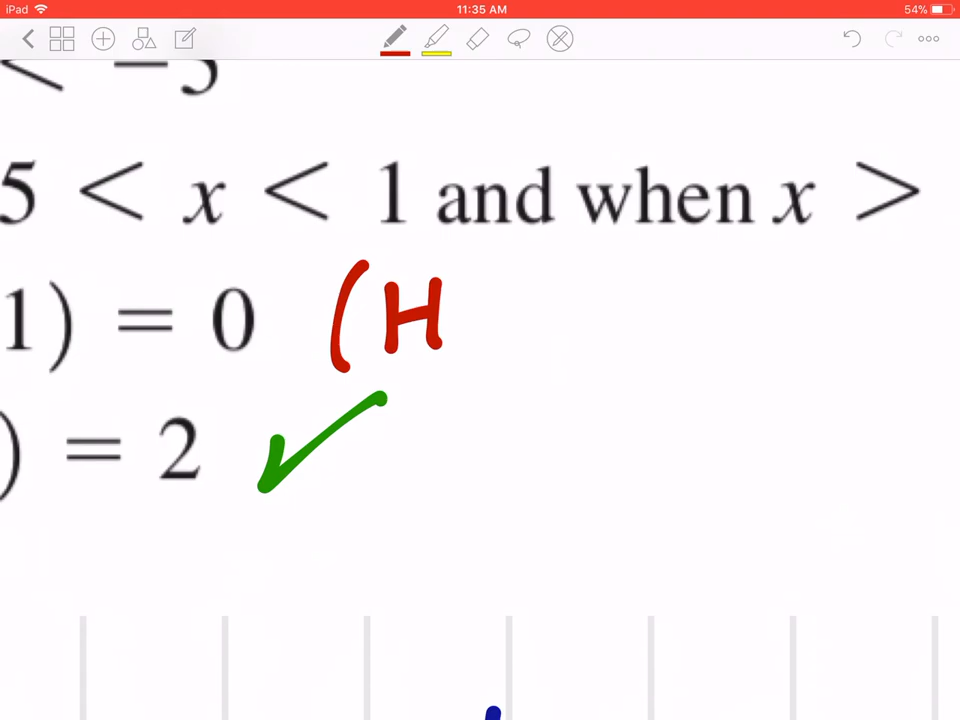 iPad 11:35 AM 54%
< −5
5 < x < 1 and when x >
1) = 0 (H
) = 2 ✓